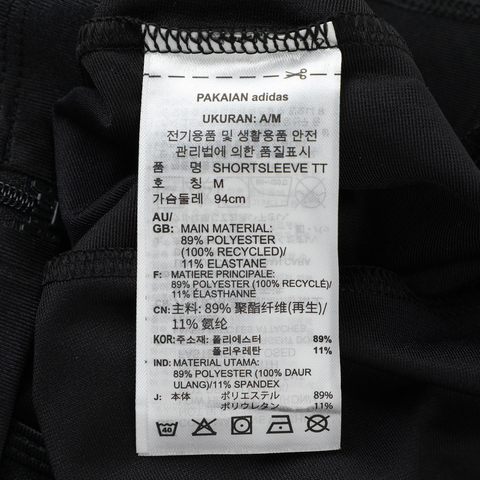 PAKAIAN adidas
UKURAN: A/M
전기용품 및 생활용품 안전
관리법에 의한 품질표시
품 명 SHORTSLEEVE TT
호 칭 M
가슴둘레 94cm
AU/
GB: MAIN MATERIAL:
89% POLYESTER
(100% RECYCLED)/
11% ELASTANE
F: MATIERE PRINCIPALE:
89% POLYESTER (100% RECYCLÉ)/
11% ÉLASTHANNE
CN: 主料: 89% 聚酯纤维(再生)/
11% 氨纶
KOR:주소재: 폴리에스터 89%
폴리우레탄 11%
IND: MATERIAL UTAMA:
89% POLYESTER (100% DAUR
ULANG)/11% SPANDEX
J: 本体 ポリエステル 89%
ポリウレタン 11%
40